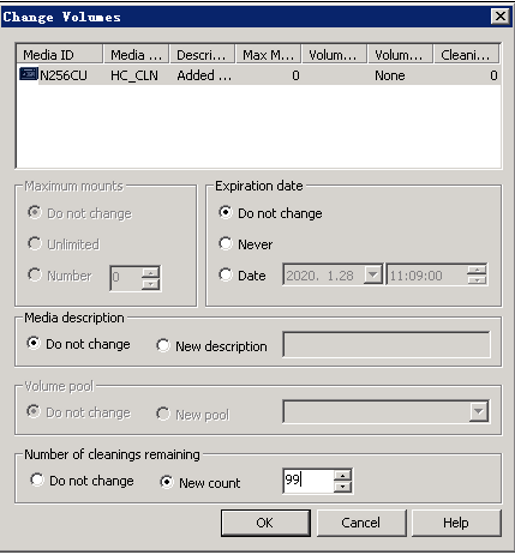 Change Volumes
Media ID Media ... Descri... Max M... Volum... Volum... Cleani...
N256CU HC_CLN Added ... 0 None 0
Maximum mounts
Do not change
Unlimited
Number 0
Expiration date
Do not change
Never
Date 2020. 1.28 11:09:00
Media description
Do not change New description
Volume pool
Do not change New pool
Number of cleanings remaining
Do not change New count 99
OK Cancel Help